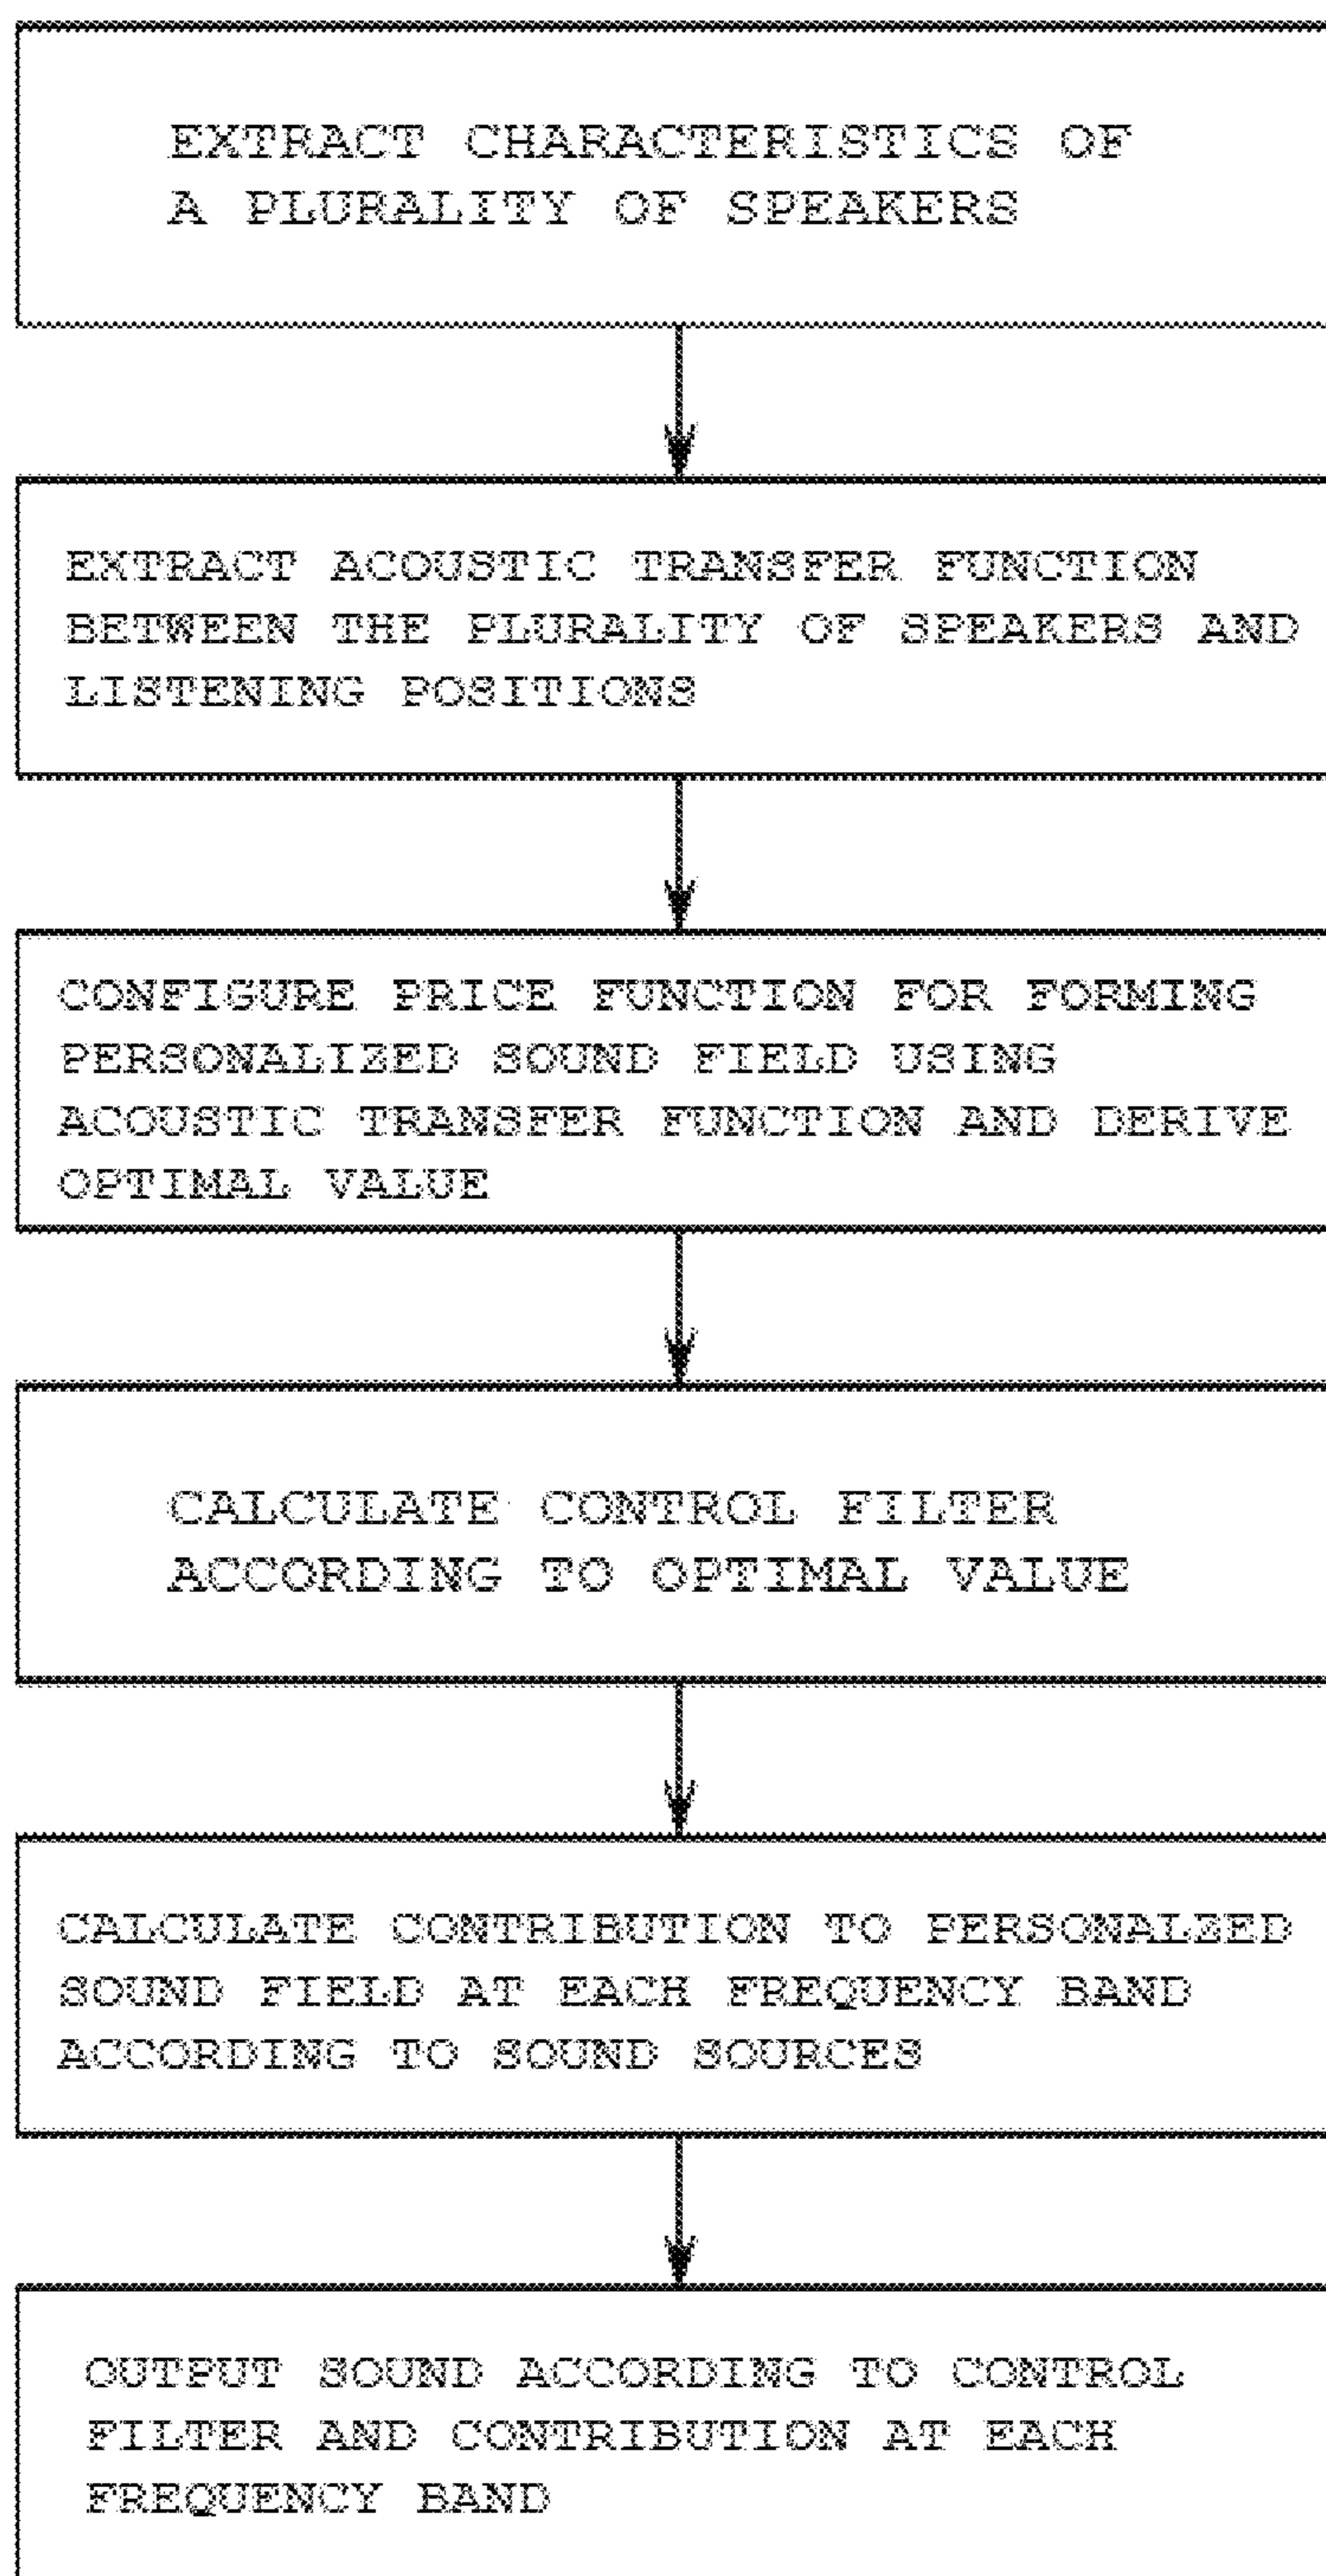 EXTRACT CHARACTERISTICS OF
A PLURALITY OF SPEAKERS
EXTRACT ACOUSTIC TRANSFER FUNCTION
BETWEEN THE PLURALITY OF SPEAKERS AND
LISTENING POSITIONS
CONFIGURE PRICE FUNCTION FOR FORMING
PERSONALIZED SOUND FIELD USING
ACOUSTIC TRANSFER FUNCTION AND DERIVE
OPTIMAL VALUE
CALCULATE CONTROL FILTER
ACCORDING TO OPTIMAL VALUE
CALCULATE CONTRIBUTION TO PERSONALZED
SOUND FIELD AT EACH FREQUENCY BAND
ACCORDING TO SOUND SOURCES
OUTPUT SOUND ACCORDING TO CONTROL
FILTER AND CONTRIBUTION AT EACH
FREQUENCY BAND